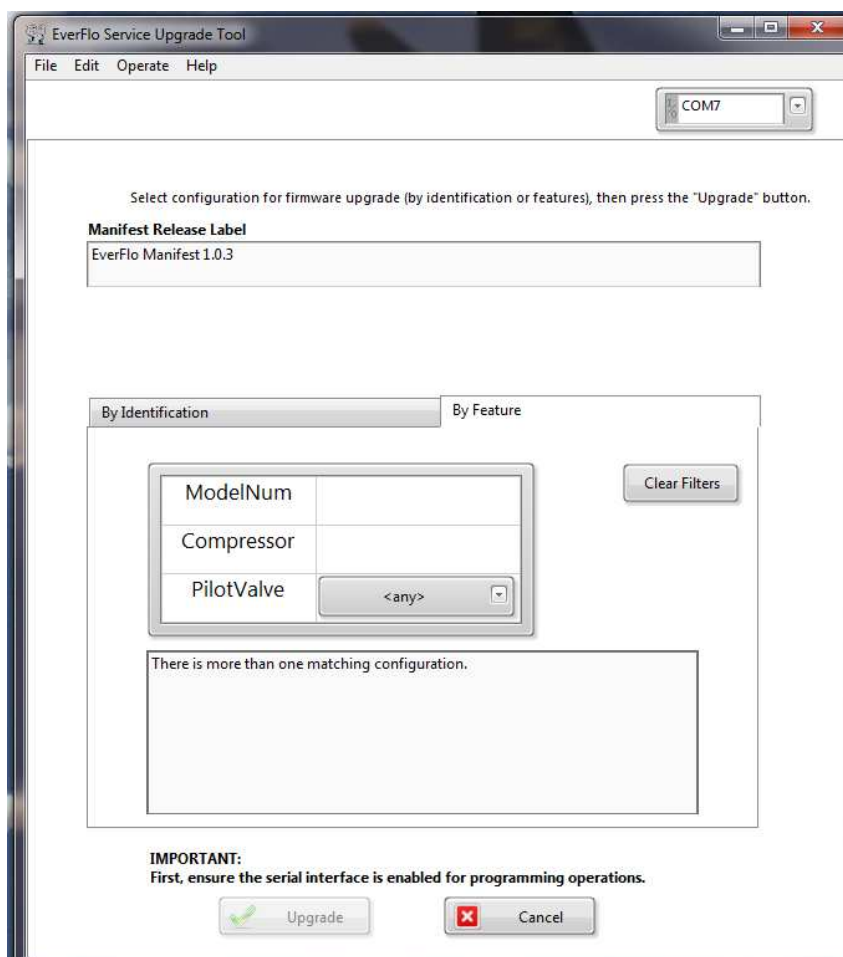 EverFlo Service Upgrade Tool
File Edit Operate Help
COM7
Select configuration for firmware upgrade (by identification or features), then press the "Upgrade" button.
Manifest Release Label
EverFlo Manifest 1.0.3
By Identification
By Feature
ModelNum
Clear Filters
Compressor
PilotValve
<any>
There is more than one matching configuration.
IMPORTANT:
First, ensure the serial interface is enabled for programming operations.
Upgrade
Cancel